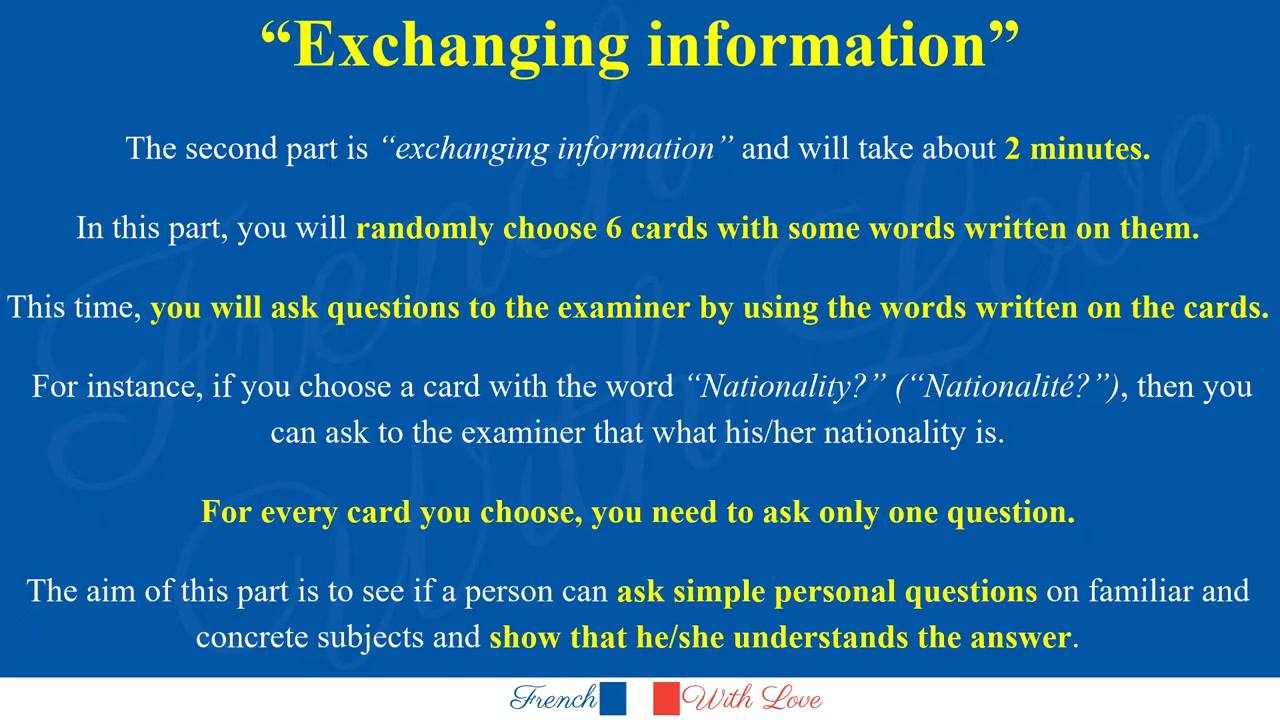 “Exchanging information”
The second part is “exchanging information” and will take about 2 minutes.
In this part, you will randomly choose 6 cards with some words written on them.
This time, you will ask questions to the examiner by using the words written on the cards.
For instance, if you choose a card with the word “Nationality?” (“Nationalité?”), then you
can ask to the examiner that what his/her nationality is.
For every card you choose, you need to ask only one question.
The aim of this part is to see if a person can ask simple personal questions on familiar and
concrete subjects and show that he/she understands the answer.
French With Love
French With Love